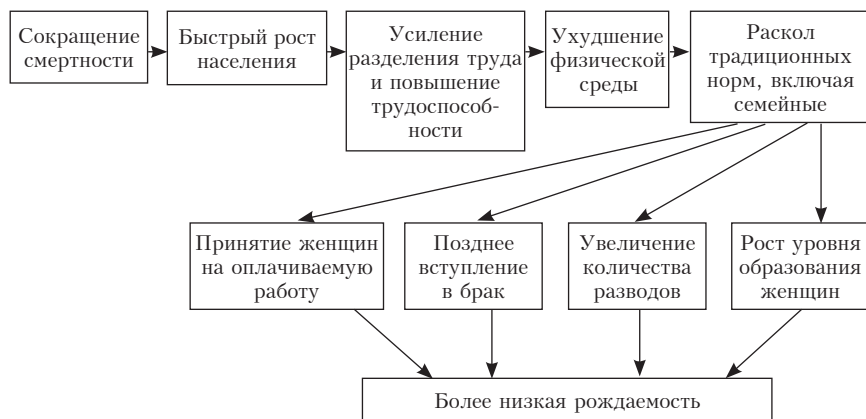 Сокращение
смертности
Быстрый рост
населения
Усиление
разделения труда
и повышение
трудоспособ-
ности
Ухудшение
физической
среды
Раскол
традиционных
норм, включая
семейные
Принятие женщин
на оплачиваемую
работу
Позднее
вступление
в брак
Увеличение
количества
разводов
Рост уровня
образования
женщин
Более низкая рождаемость